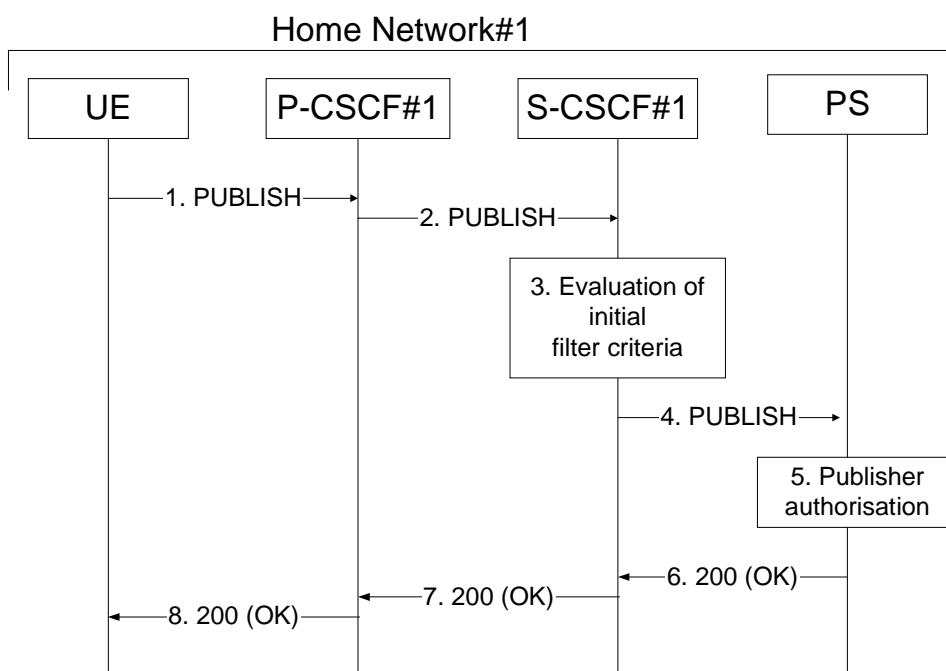 Home Network#1
UE
P-CSCF#1
S-CSCF#1
PS
1. PUBLISH
2. PUBLISH
3. Evaluation of
initial
filter criteria
4. PUBLISH
5. Publisher
authorisation
6. 200 (OK)
7. 200 (OK)
8. 200 (OK)